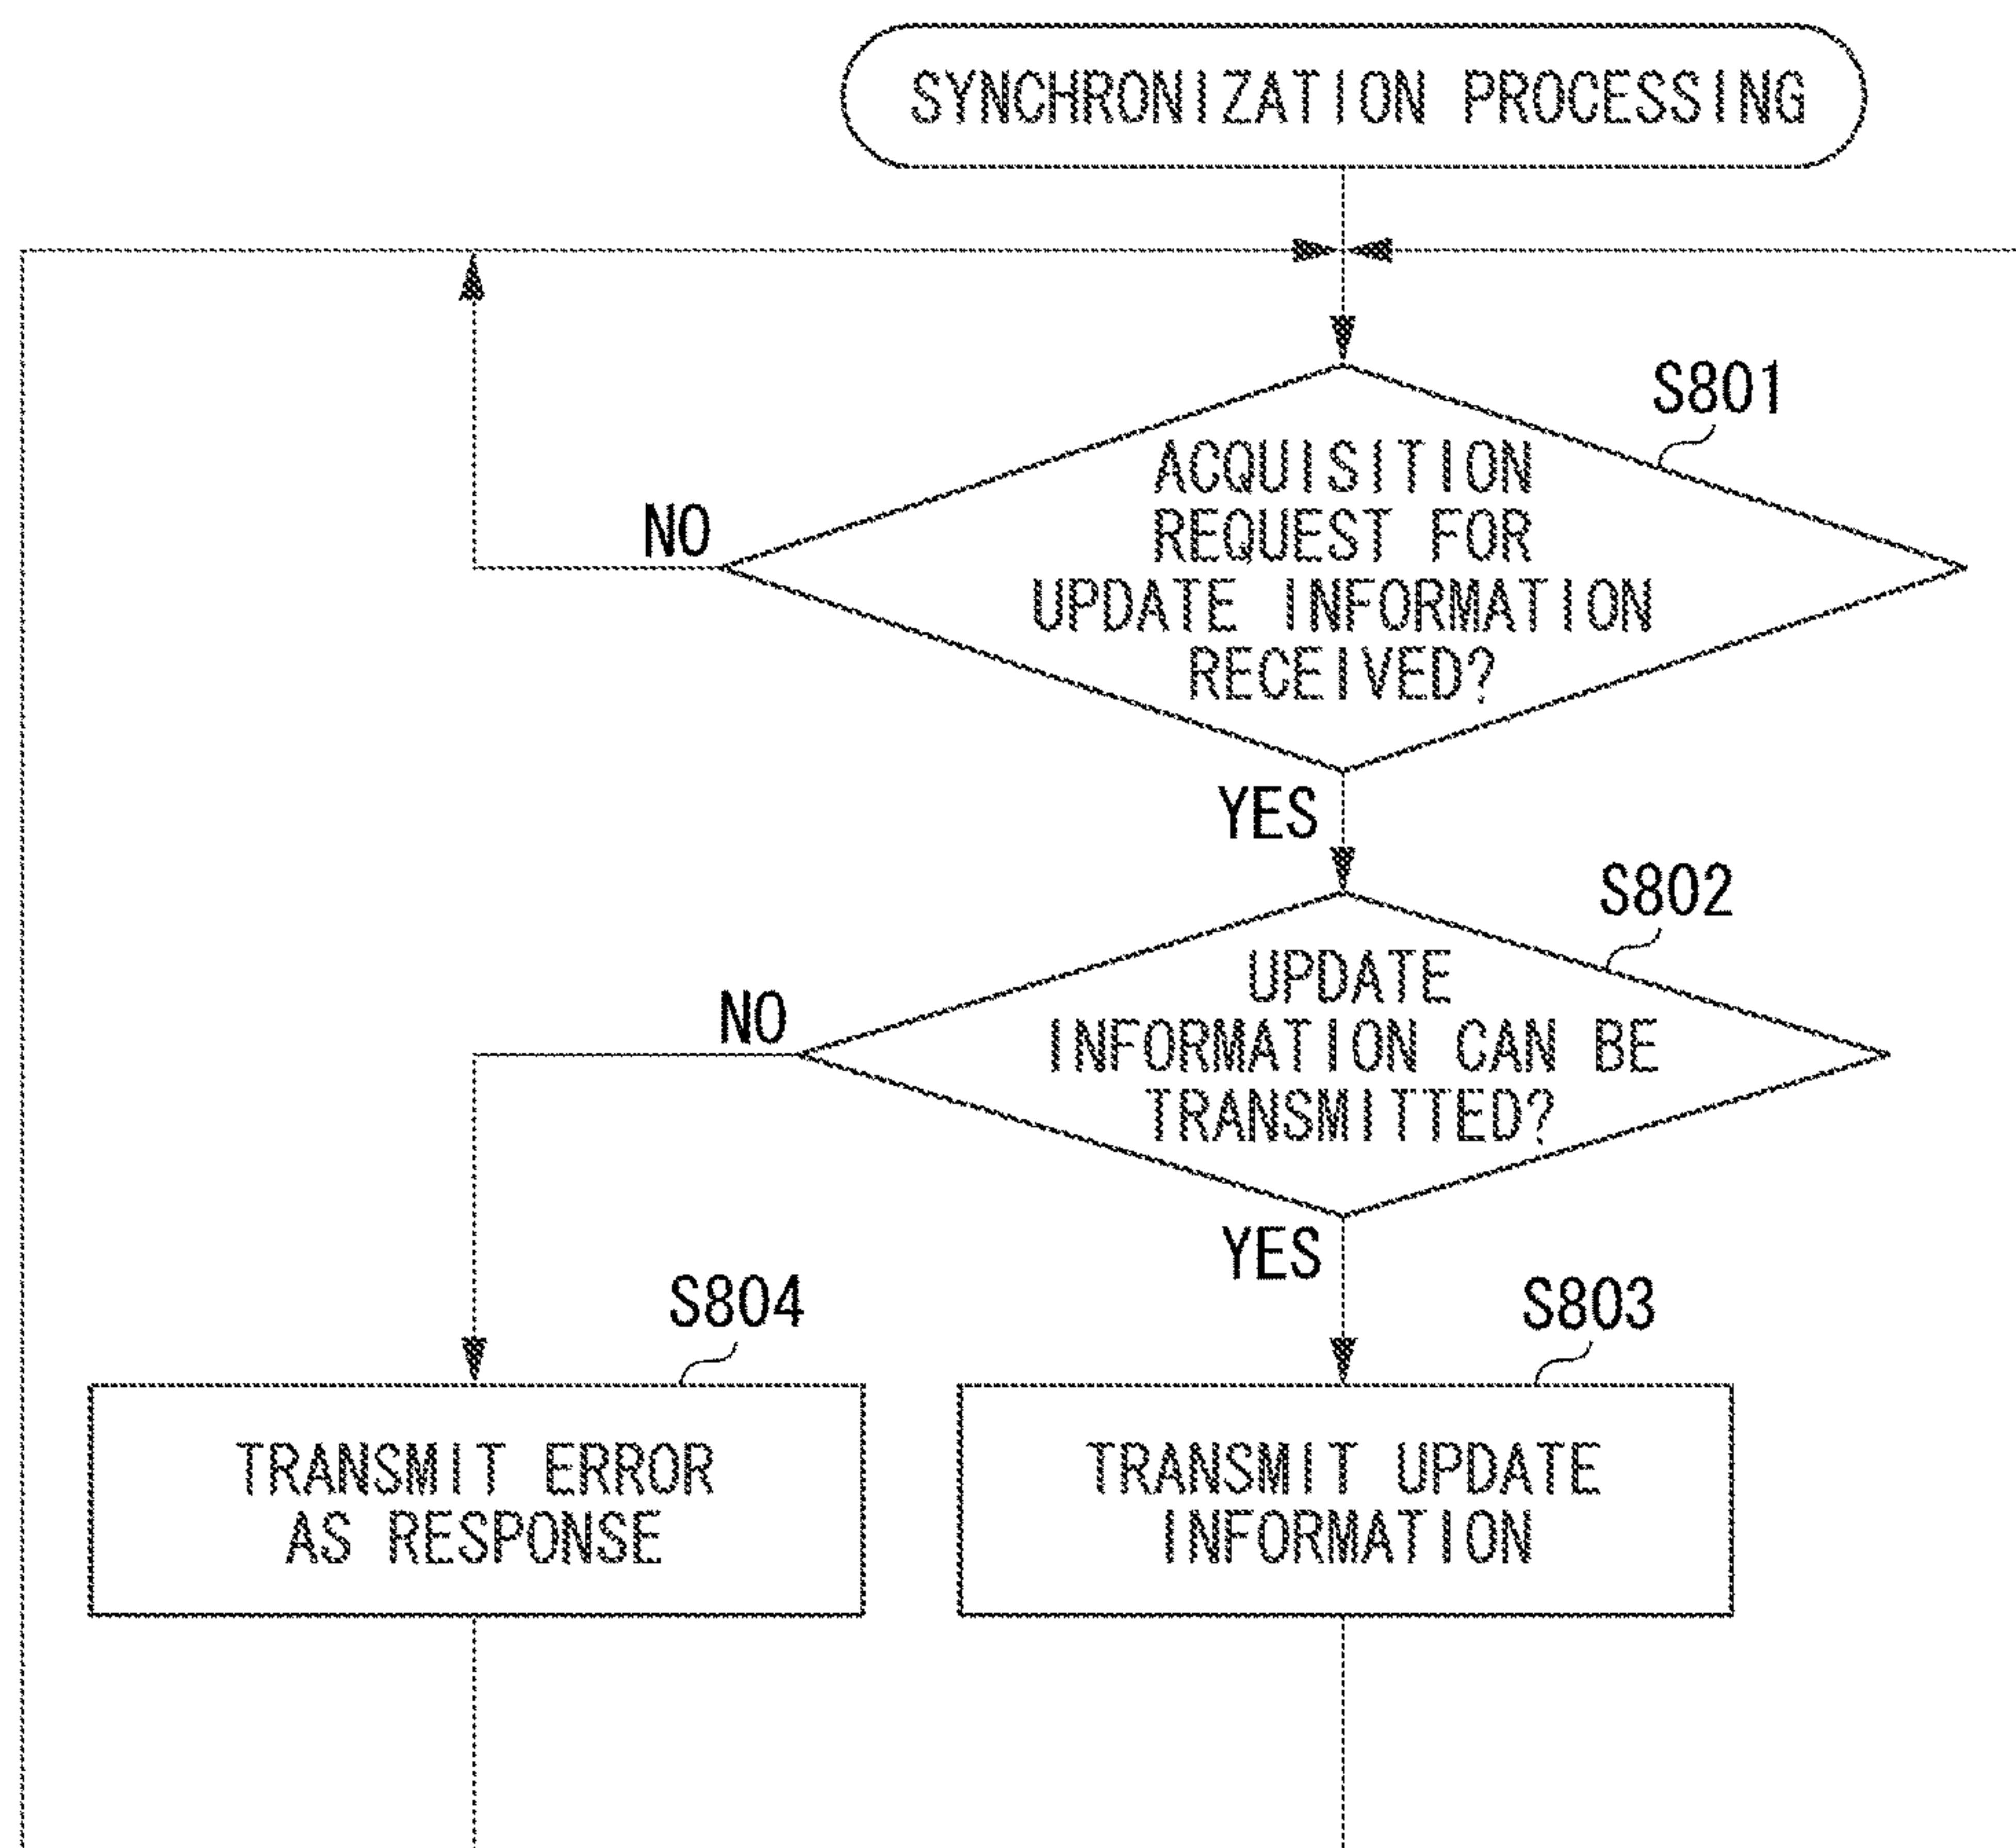 SYNCHRONIZATION PROCESSING
S801
ACQUISITION
REQUEST FOR
UPDATE INFORMATION
RECEIVED?
NO
YES
S802
UPDATE
INFORMATION CAN BE
TRANSMITTED?
NO
YES
S804
TRANSMIT ERROR
AS RESPONSE
S803
TRANSMIT UPDATE
INFORMATION